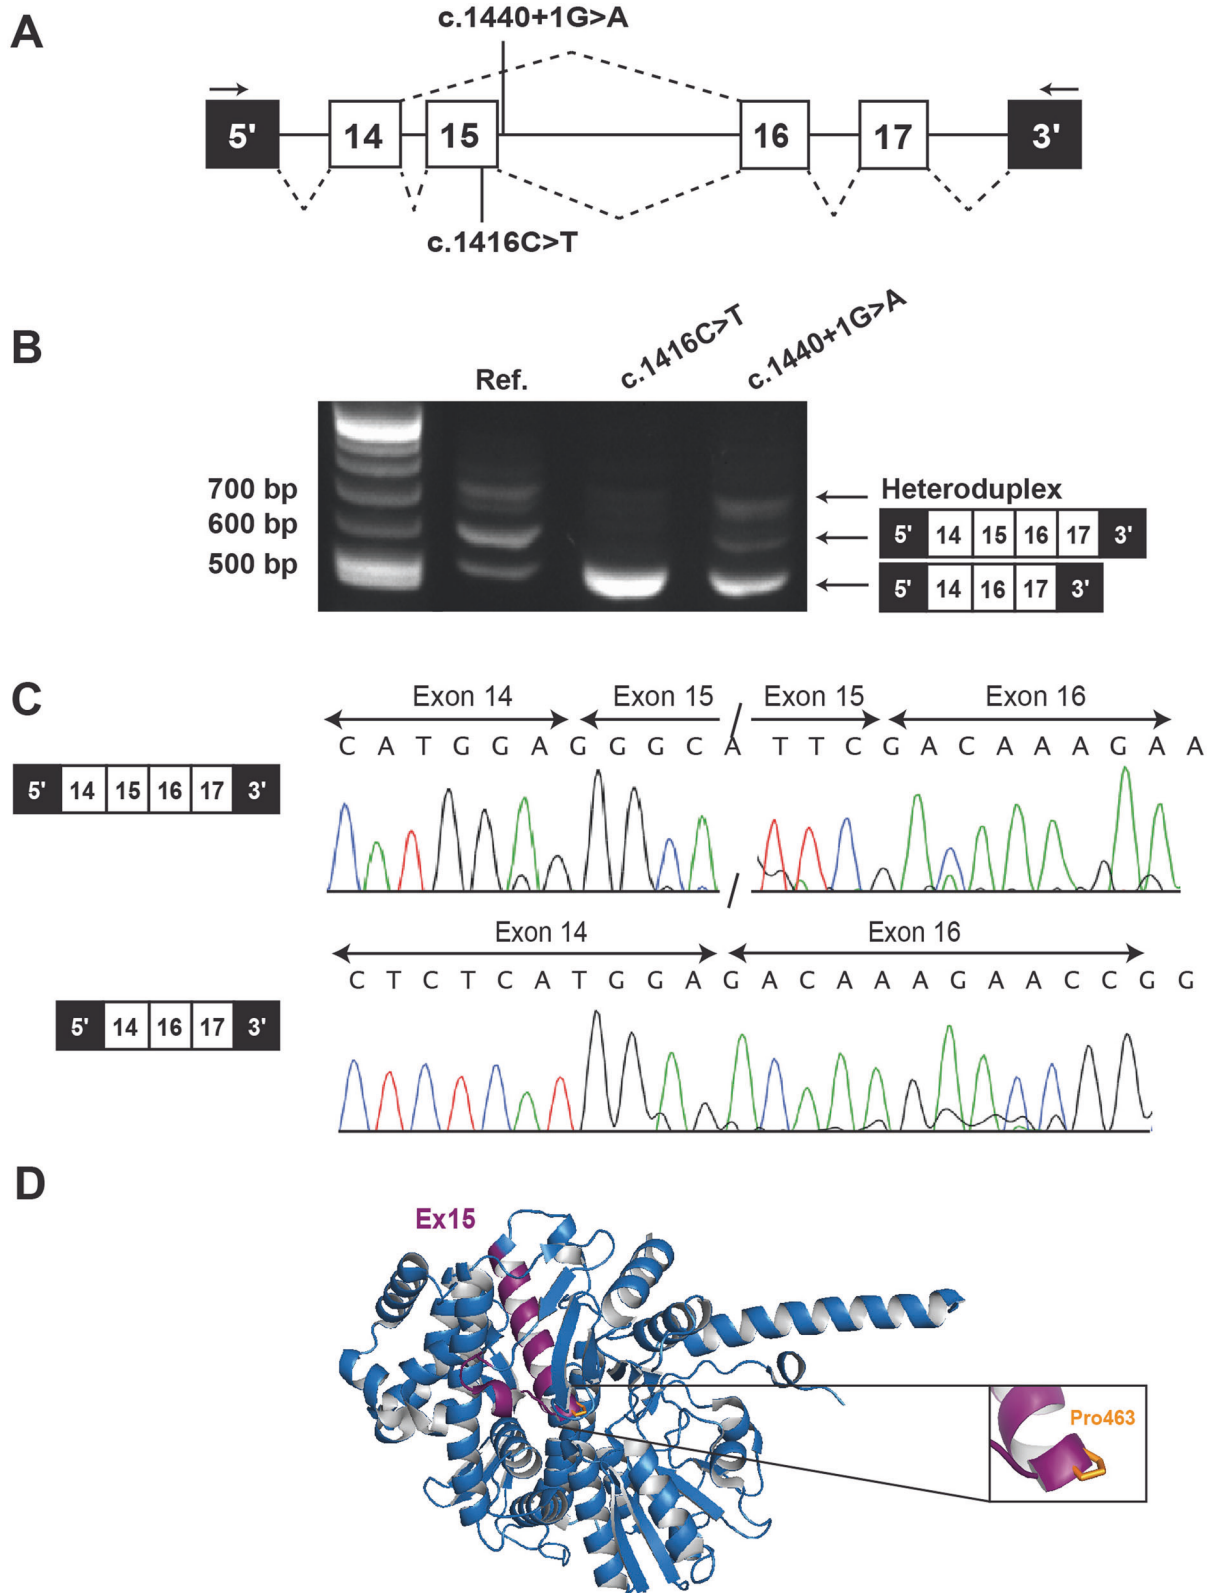 A
c.1440+1G>A
5' 14 15 16 17 3'
c.1416C>T
B
Ref. c.1416C>T c.1440+1G>A
700 bp
600 bp
500 bp
Heteroduplex
5' 14 15 16 17 3'
5' 14 16 17 3'
C
Exon 14 Exon 15 / Exon 15 Exon 16
C A T G G A G G G C A T T C G A C A A A G A A
5' 14 15 16 17 3'
/
Exon 14 Exon 16
C T C T C A T G G A G A C A A A G A A C C G G
5' 14 16 17 3'
D
Ex15
Pro463